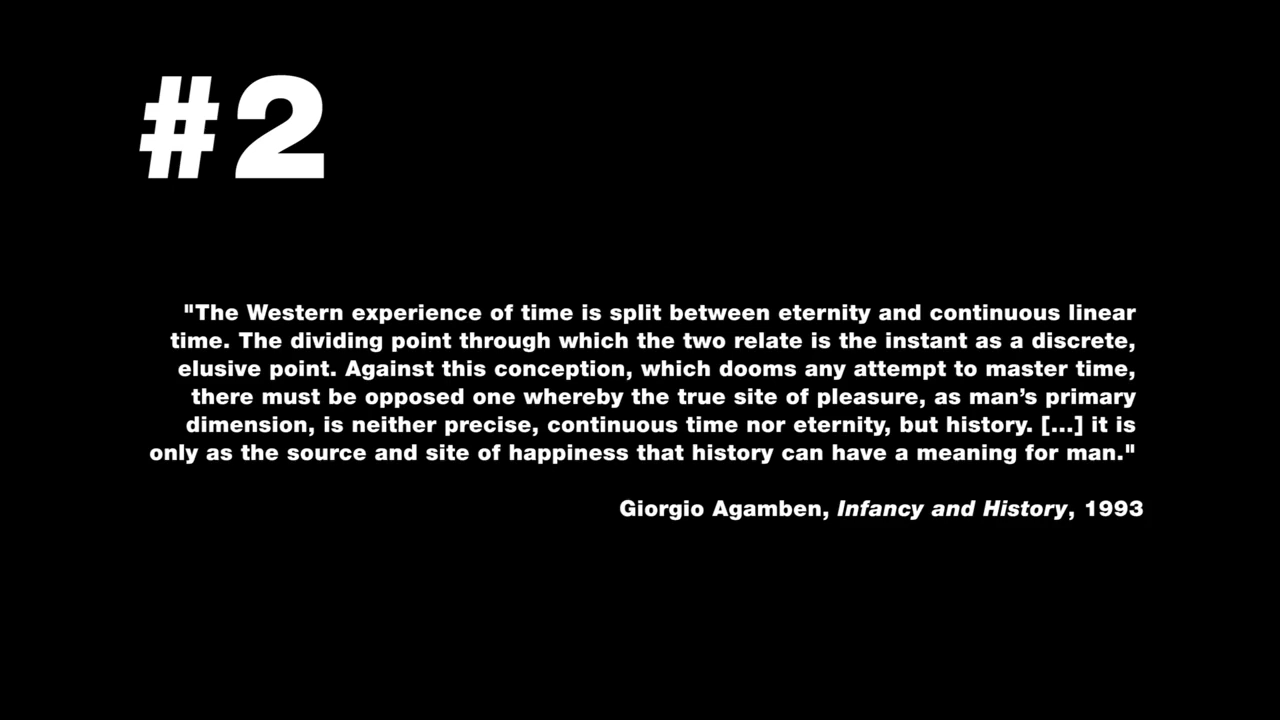 #2
"The Western experience of time is split between eternity and continuous linear
time. The dividing point through which the two relate is the instant as a discrete,
elusive point. Against this conception, which dooms any attempt to master time,
there must be opposed one whereby the true site of pleasure, as man’s primary
dimension, is neither precise, continuous time nor eternity, but history. [...] it is
only as the source and site of happiness that history can have a meaning for man."
Giorgio Agamben, Infancy and History, 1993